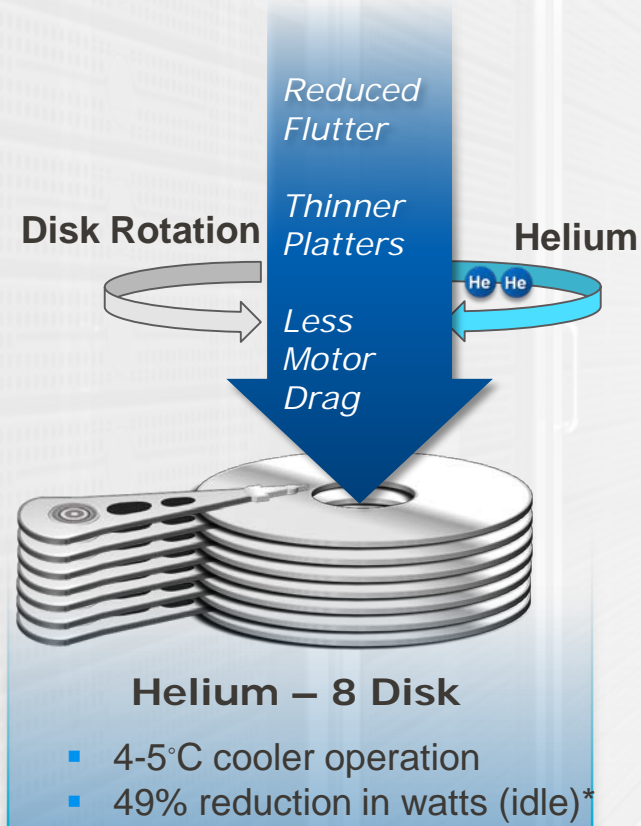 Reduced
Flutter
Thinner
Platters
Less
Motor
Drag
Disk Rotation
Helium
He He
Helium – 8 Disk
▪ 4-5°C cooler operation
▪ 49% reduction in watts (idle)*